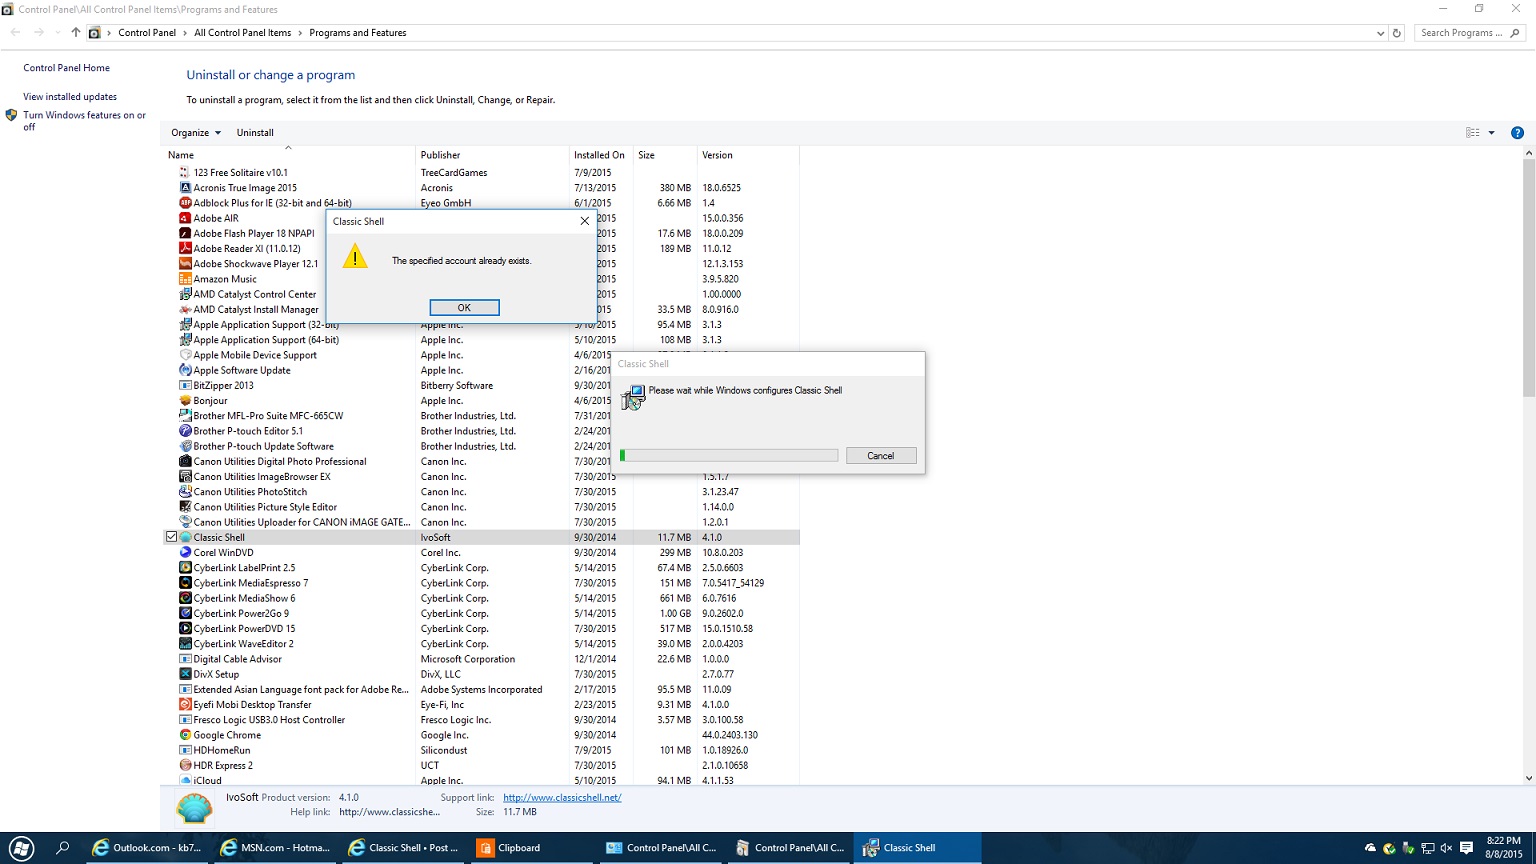 Control Panel\All Control Panel Items\Programs and Features
Control Panel > All Control Panel Items > Programs and Features
Search Programs ...
Control Panel Home
View installed updates
Turn Windows features on or
off
Uninstall or change a program
To uninstall a program, select it from the list and then click Uninstall, Change, or Repair.
Organize Uninstall
Name Publisher Installed On Size Version
123 Free Solitaire v10.1 TreeCardGames 7/9/2015
Acronis True Image 2015 Acronis 7/13/2015 380 MB 18.0.6525
Adblock Plus for IE (32-bit and 64-bit) Eyeo GmbH 6/1/2015 6.66 MB 1.4
Adobe AIR 2015 15.0.0.356
Adobe Flash Player 18 NPAPI 2015 17.6 MB 18.0.0.209
Adobe Reader XI (11.0.12) 2015 189 MB 11.0.12
Adobe Shockwave Player 12.1 2015 12.1.3.153
Amazon Music 2015 3.9.5.820
AMD Catalyst Control Center 2015 1.00.0000
AMD Catalyst Install Manager 2015 33.5 MB 8.0.916.0
Apple Application Support (32-bit) Apple Inc. 5/10/2015 95.4 MB 3.1.3
Apple Application Support (64-bit) Apple Inc. 5/10/2015 108 MB 3.1.3
Apple Mobile Device Support Apple Inc. 4/6/2015
Apple Software Update Apple Inc. 2/16/201
BitZipper 2013 Bitberry Software 9/30/201
Bonjour Apple Inc. 4/6/2015
Brother MFL-Pro Suite MFC-665CW Brother Industries, Ltd. 7/31/201
Brother P-touch Editor 5.1 Brother Industries, Ltd. 2/24/201
Brother P-touch Update Software Brother Industries, Ltd. 2/24/201
Canon Utilities Digital Photo Professional Canon Inc. 7/30/201
Canon Utilities ImageBrowser EX Canon Inc. 7/30/2015 1.5.1.7
Canon Utilities PhotoStitch Canon Inc. 7/30/2015 3.1.23.47
Canon Utilities Picture Style Editor Canon Inc. 7/30/2015 1.14.0.0
Canon Utilities Uploader for CANON iMAGE GATE... Canon Inc. 7/30/2015 1.2.0.1
Classic Shell IvoSoft 9/30/2014 11.7 MB 4.1.0
Corel WinDVD Corel Inc. 9/30/2014 299 MB 10.8.0.203
CyberLink LabelPrint 2.5 CyberLink Corp. 5/14/2015 67.4 MB 2.5.0.6603
CyberLink MediaEspresso 7 CyberLink Corp. 7/30/2015 151 MB 7.0.5417_54129
CyberLink MediaShow 6 CyberLink Corp. 5/14/2015 661 MB 6.0.7616
CyberLink Power2Go 9 CyberLink Corp. 5/14/2015 1.00 GB 9.0.2602.0
CyberLink PowerDVD 15 CyberLink Corp. 7/30/2015 517 MB 15.0.1510.58
CyberLink WaveEditor 2 CyberLink Corp. 5/14/2015 39.0 MB 2.0.0.4203
Digital Cable Advisor Microsoft Corporation 12/1/2014 22.6 MB 1.0.0.0
DivX Setup DivX, LLC 7/30/2015 2.7.0.77
Extended Asian Language font pack for Adobe Re... Adobe Systems Incorporated 2/17/2015 95.5 MB 11.0.09
Eyefi Mobi Desktop Transfer Eye-Fi, Inc 2/23/2015 9.31 MB 4.1.0.0
Fresco Logic USB3.0 Host Controller Fresco Logic Inc. 9/30/2014 3.57 MB 3.0.100.58
Google Chrome Google Inc. 9/30/2014 44.0.2403.130
HDHomeRun Silicondust 7/9/2015 101 MB 1.0.18926.0
HDR Express 2 UCT 7/30/2015 2.1.0.10658
iCloud Apple Inc. 5/10/2015 94.1 MB 4.1.1.53
Classic Shell
The specified account already exists.
OK
Classic Shell
Please wait while Windows configures Classic Shell
Cancel
IvoSoft Product version: 4.1.0 Support link: http://www.classicshell.net/
Help link: http://www.classicshe... Size: 11.7 MB
Outlook.com - kb7... MSN.com - Hotma... Classic Shell • Post ... Clipboard Control Panel\All C... Control Panel\All C... Classic Shell
8:22 PM
8/8/2015